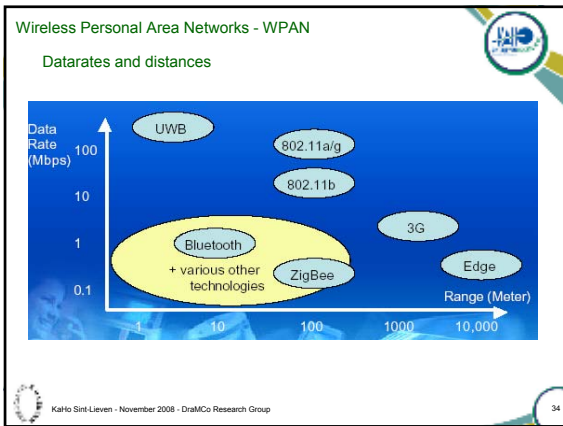 Wireless Personal Area Networks - WPAN
Datarates and distances
Data
Rate
(Mbps)
100
10
1
0.1
UWB
802.11a/g
802.11b
3G
Bluetooth
+ various other
technologies
ZigBee
Edge
Range (Meter)
1
10
100
1000
10,000
KaHo Sint-Lieven - November 2008 - DraMCo Research Group
34